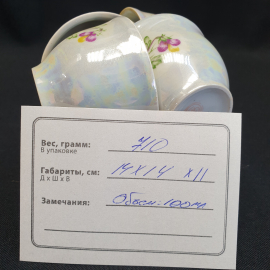 Вес, грамм: 710
В упаковке
Габариты, см: 14 х 14 х 11
Д х Ш х В
Замечания: Объем: 100мл